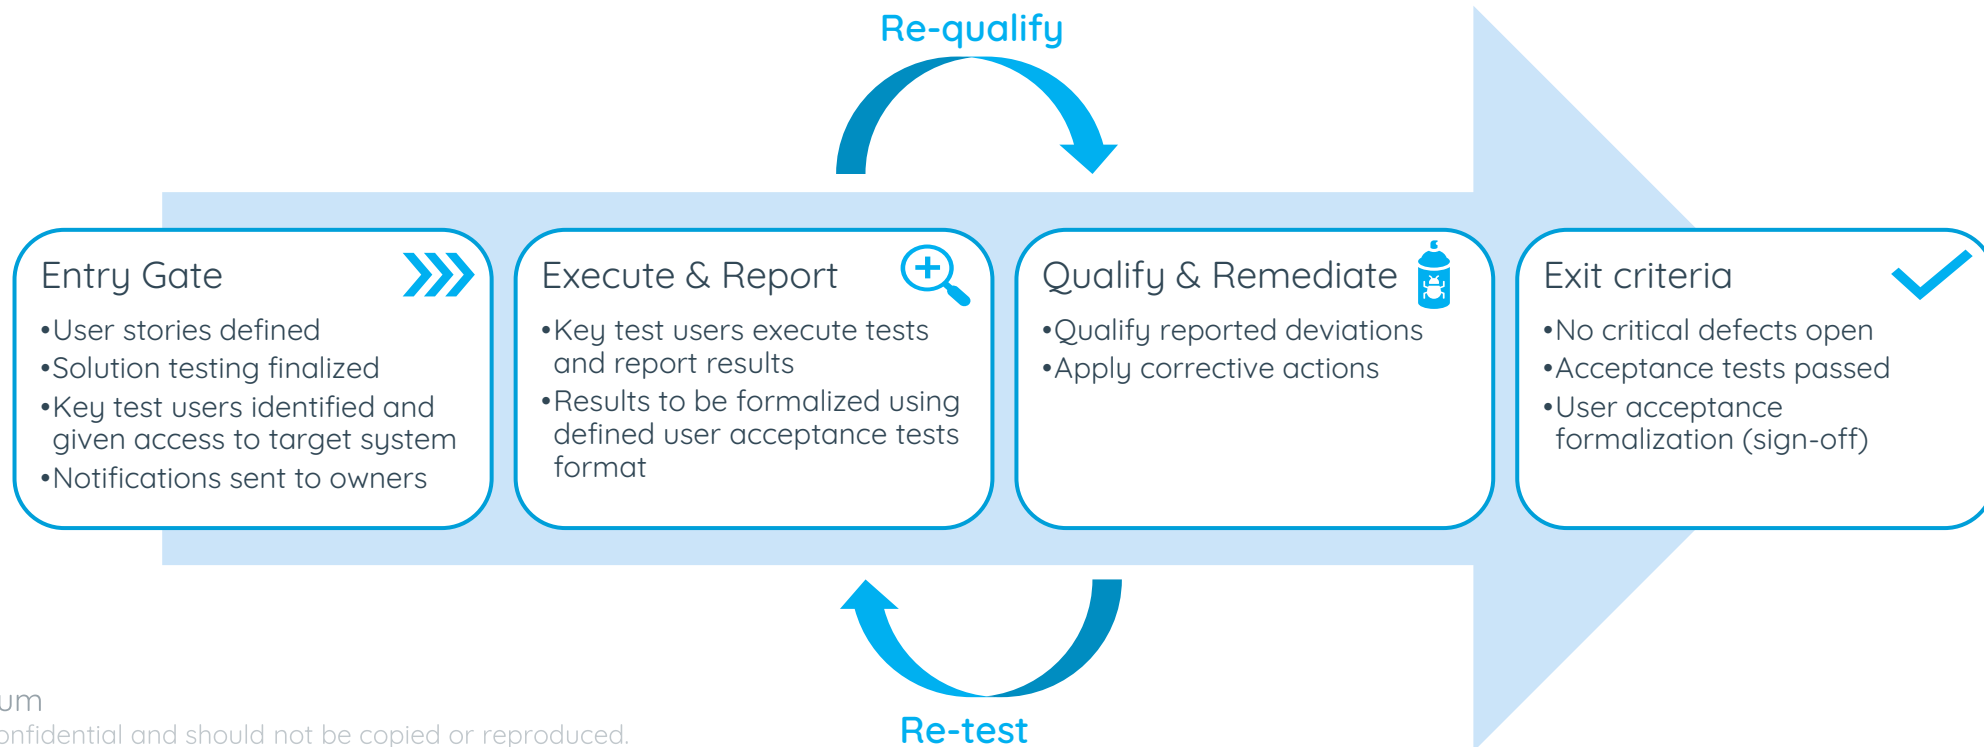 Re-qualify
Entry Gate
•User stories defined
•Solution testing finalized
•Key test users identified and
given access to target system
•Notifications sent to owners
Execute & Report
•Key test users execute tests
and report results
•Results to be formalized using
defined user acceptance tests
format
Qualify & Remediate
•Qualify reported deviations
•Apply corrective actions
Exit criteria
•No critical defects open
•Acceptance tests passed
•User acceptance
formalization (sign-off)
Re-test
um
onfidential and should not be copied or reproduced.